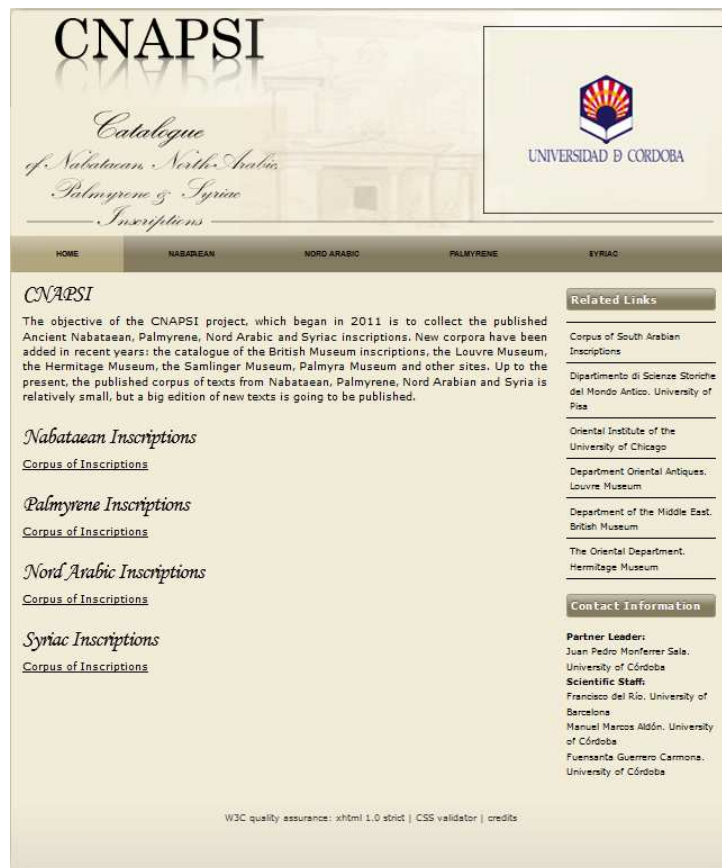 CNAPSI
Catalogue
of Nabataean, North Arabic,
Palmyrene & Syriac
Inscriptions
UNIVERSIDAD D CORDOBA
HOME
NABATAEAN
NORD ARABIC
PALMYRENE
SYRIAC
CNAPSI
The objective of the CNAPSI project, which began in 2011 is to collect the published
Ancient Nabataean, Palmyrene, Nord Arabic and Syriac inscriptions. New corpora have been
added in recent years: the catalogue of the British Museum inscriptions, the Louvre Museum,
the Hermitage Museum, the Samlinger Museum, Palmyra Museum and other sites. Up to the
present, the published corpus of texts from Nabataean, Palmyrene, Nord Arabian and Syria is
relatively small, but a big edition of new texts is going to be published.
Nabataean Inscriptions
Corpus of Inscriptions
Palmyrene Inscriptions
Corpus of Inscriptions
Nord Arabic Inscriptions
Corpus of Inscriptions
Syriac Inscriptions
Corpus of Inscriptions
Related Links
Corpus of South Arabian
Inscriptions
Dipartimento di Scienze Storiche
del Mondo Antico. University of
Pisa
Oriental Institute of the
University of Chicago
Department Oriental Antiques.
Louvre Museum
Department of the Middle East.
British Museum
The Oriental Department.
Hermitage Museum
Contact Information
Partner Leader:
Juan Pedro Monferrer Sala.
University of Córdoba
Scientific Staff:
Francisco del Río. University of
Barcelona
Manuel Marcos Aldón. University
of Córdoba
Fuensanta Guerrero Carmona.
University of Córdoba
W3C quality assurance: xhtml 1.0 strict | CSS validator | credits